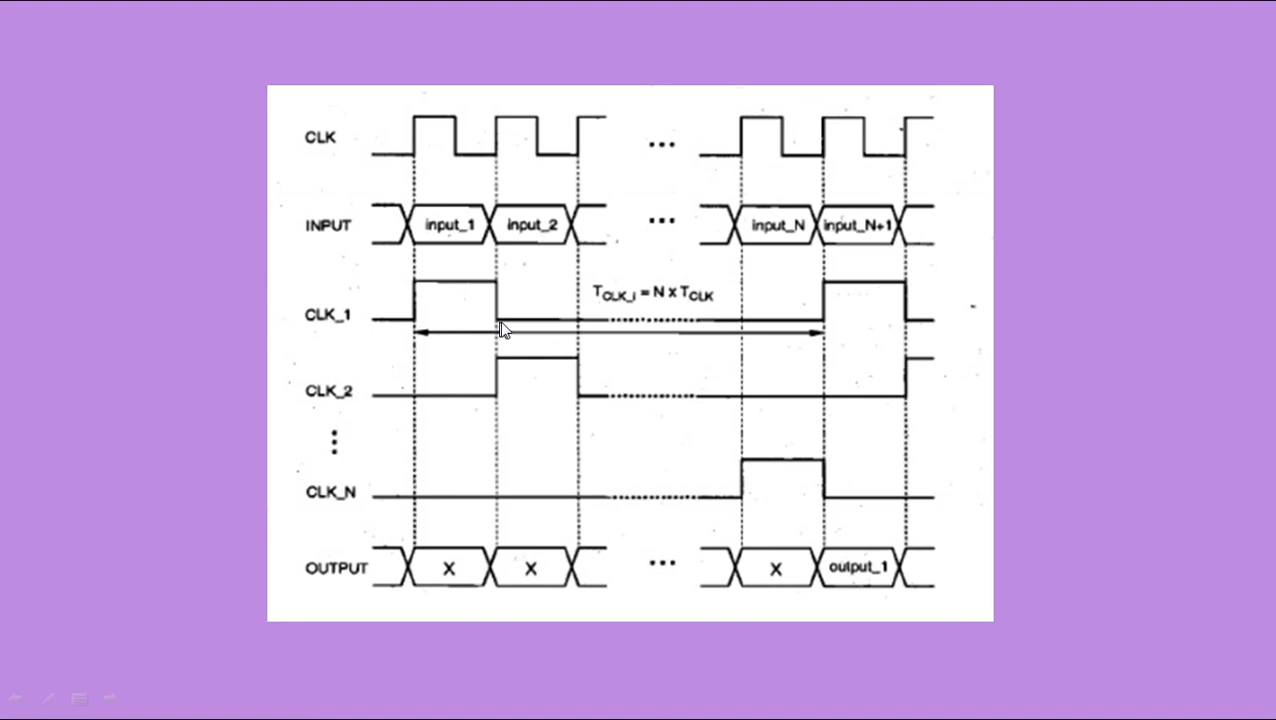 CLK
...
INPUT input_1 input_2 ... input_N input_N+1
T_CLK_i = N x T_CLK
CLK_1
CLK_2
⋮
CLK_N
OUTPUT X X ... X output_1